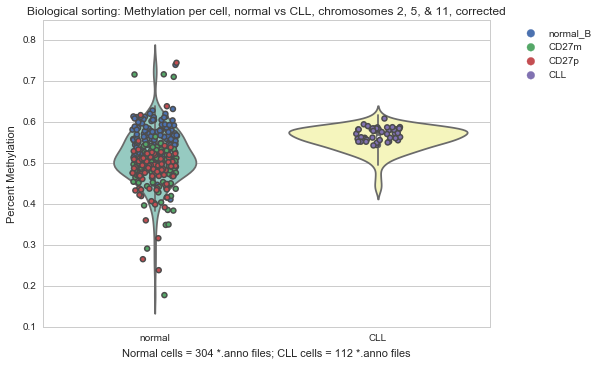 Biological sorting: Methylation per cell, normal vs CLL, chromosomes 2, 5, & 11, corrected
normal_B
CD27m
CD27p
CLL
Percent Methylation
0.8
0.7
0.6
0.5
0.4
0.3
0.2
0.1
normal
CLL
Normal cells = 304 *.anno files; CLL cells = 112 *.anno files